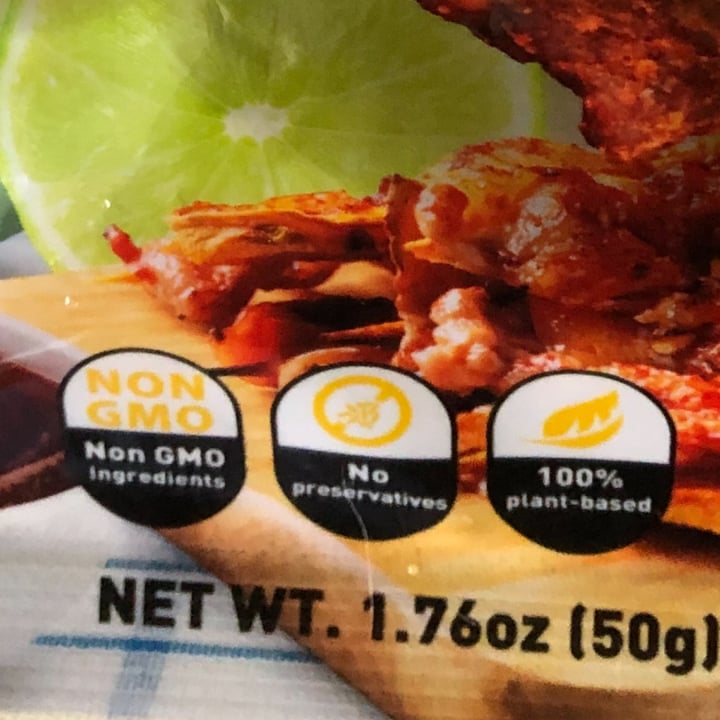 NON
GMO
Non GMO
Ingredients
No
preservatives
100%
plant-based
NET WT. 1.76oz (50g)